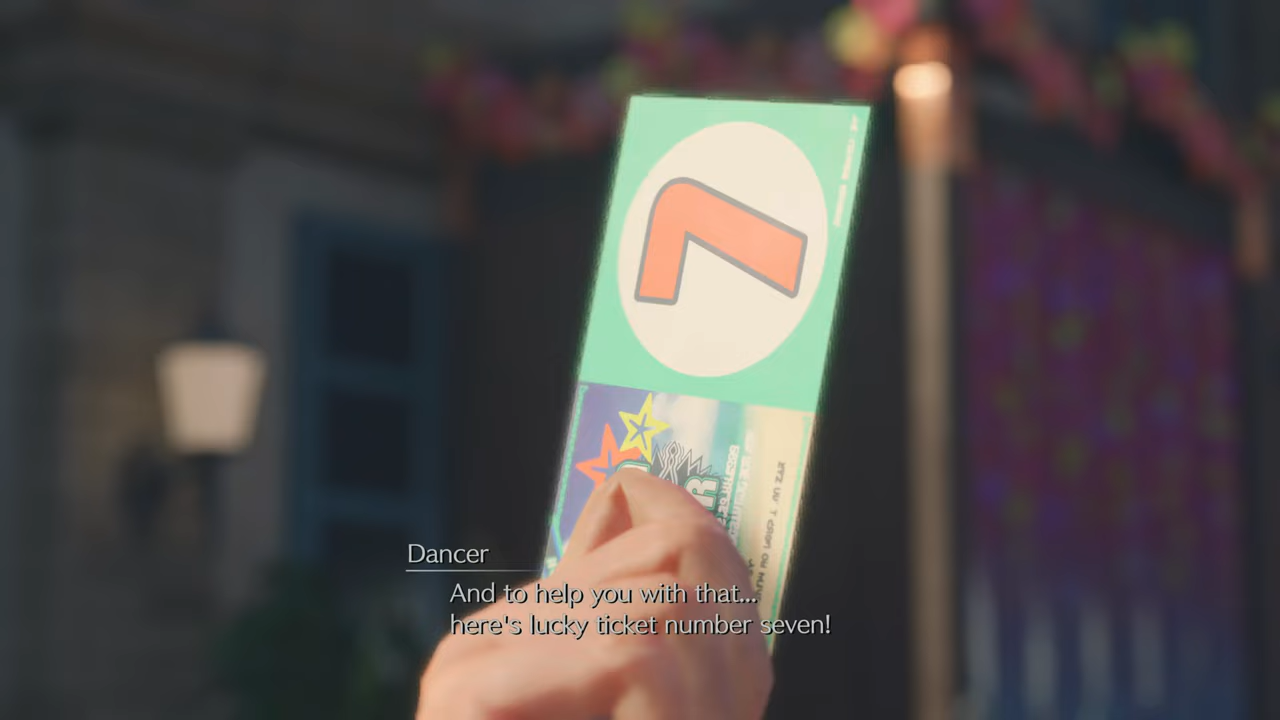 7
Dancer
And to help you with that...
here's lucky ticket number seven!